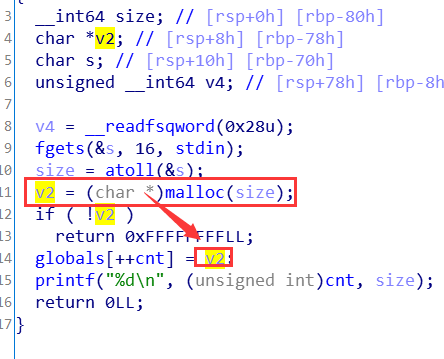 {
3 __int64 size; // [rsp+0h] [rbp-80h]
4 char *v2; // [rsp+8h] [rbp-78h]
5 char s; // [rsp+10h] [rbp-70h]
6 unsigned __int64 v4; // [rsp+78h] [rbp-8h
7
8 v4 = __readfsqword(0x28u);
9 fgets(&s, 16, stdin);
10 size = atoll(&s);
11 v2 = (char *)malloc(size);
12 if ( !v2 )
13 return 0xFFFFFFFFLL;
14 globals[++cnt] = v2;
15 printf("%d\n", (unsigned int)cnt, size);
16 return 0LL;
17 }